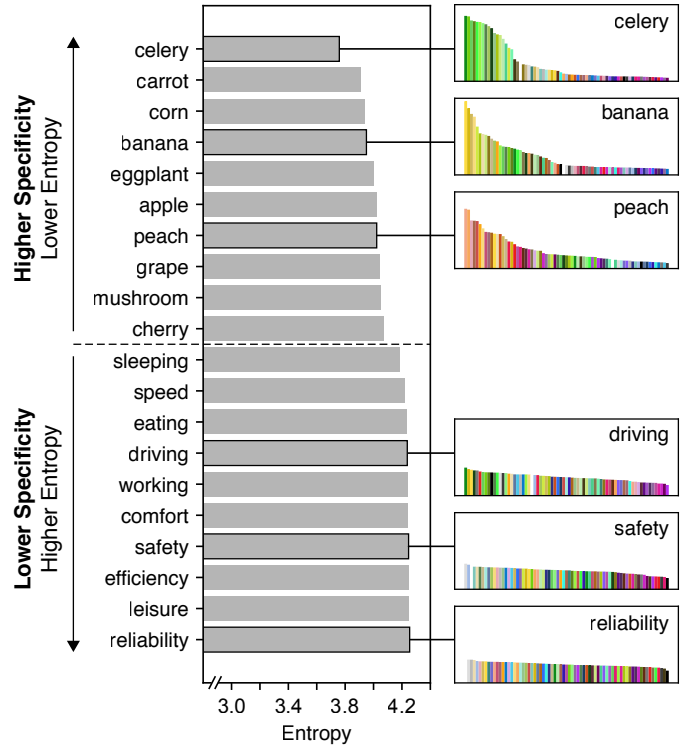 Higher Specificity
Lower Entropy
Lower Specificity
Higher Entropy
celery
carrot
corn
banana
eggplant
apple
peach
grape
mushroom
cherry
sleeping
speed
eating
driving
working
comfort
safety
efficiency
leisure
reliability
3.0 3.4 3.8 4.2
Entropy
celery
banana
peach
driving
safety
reliability